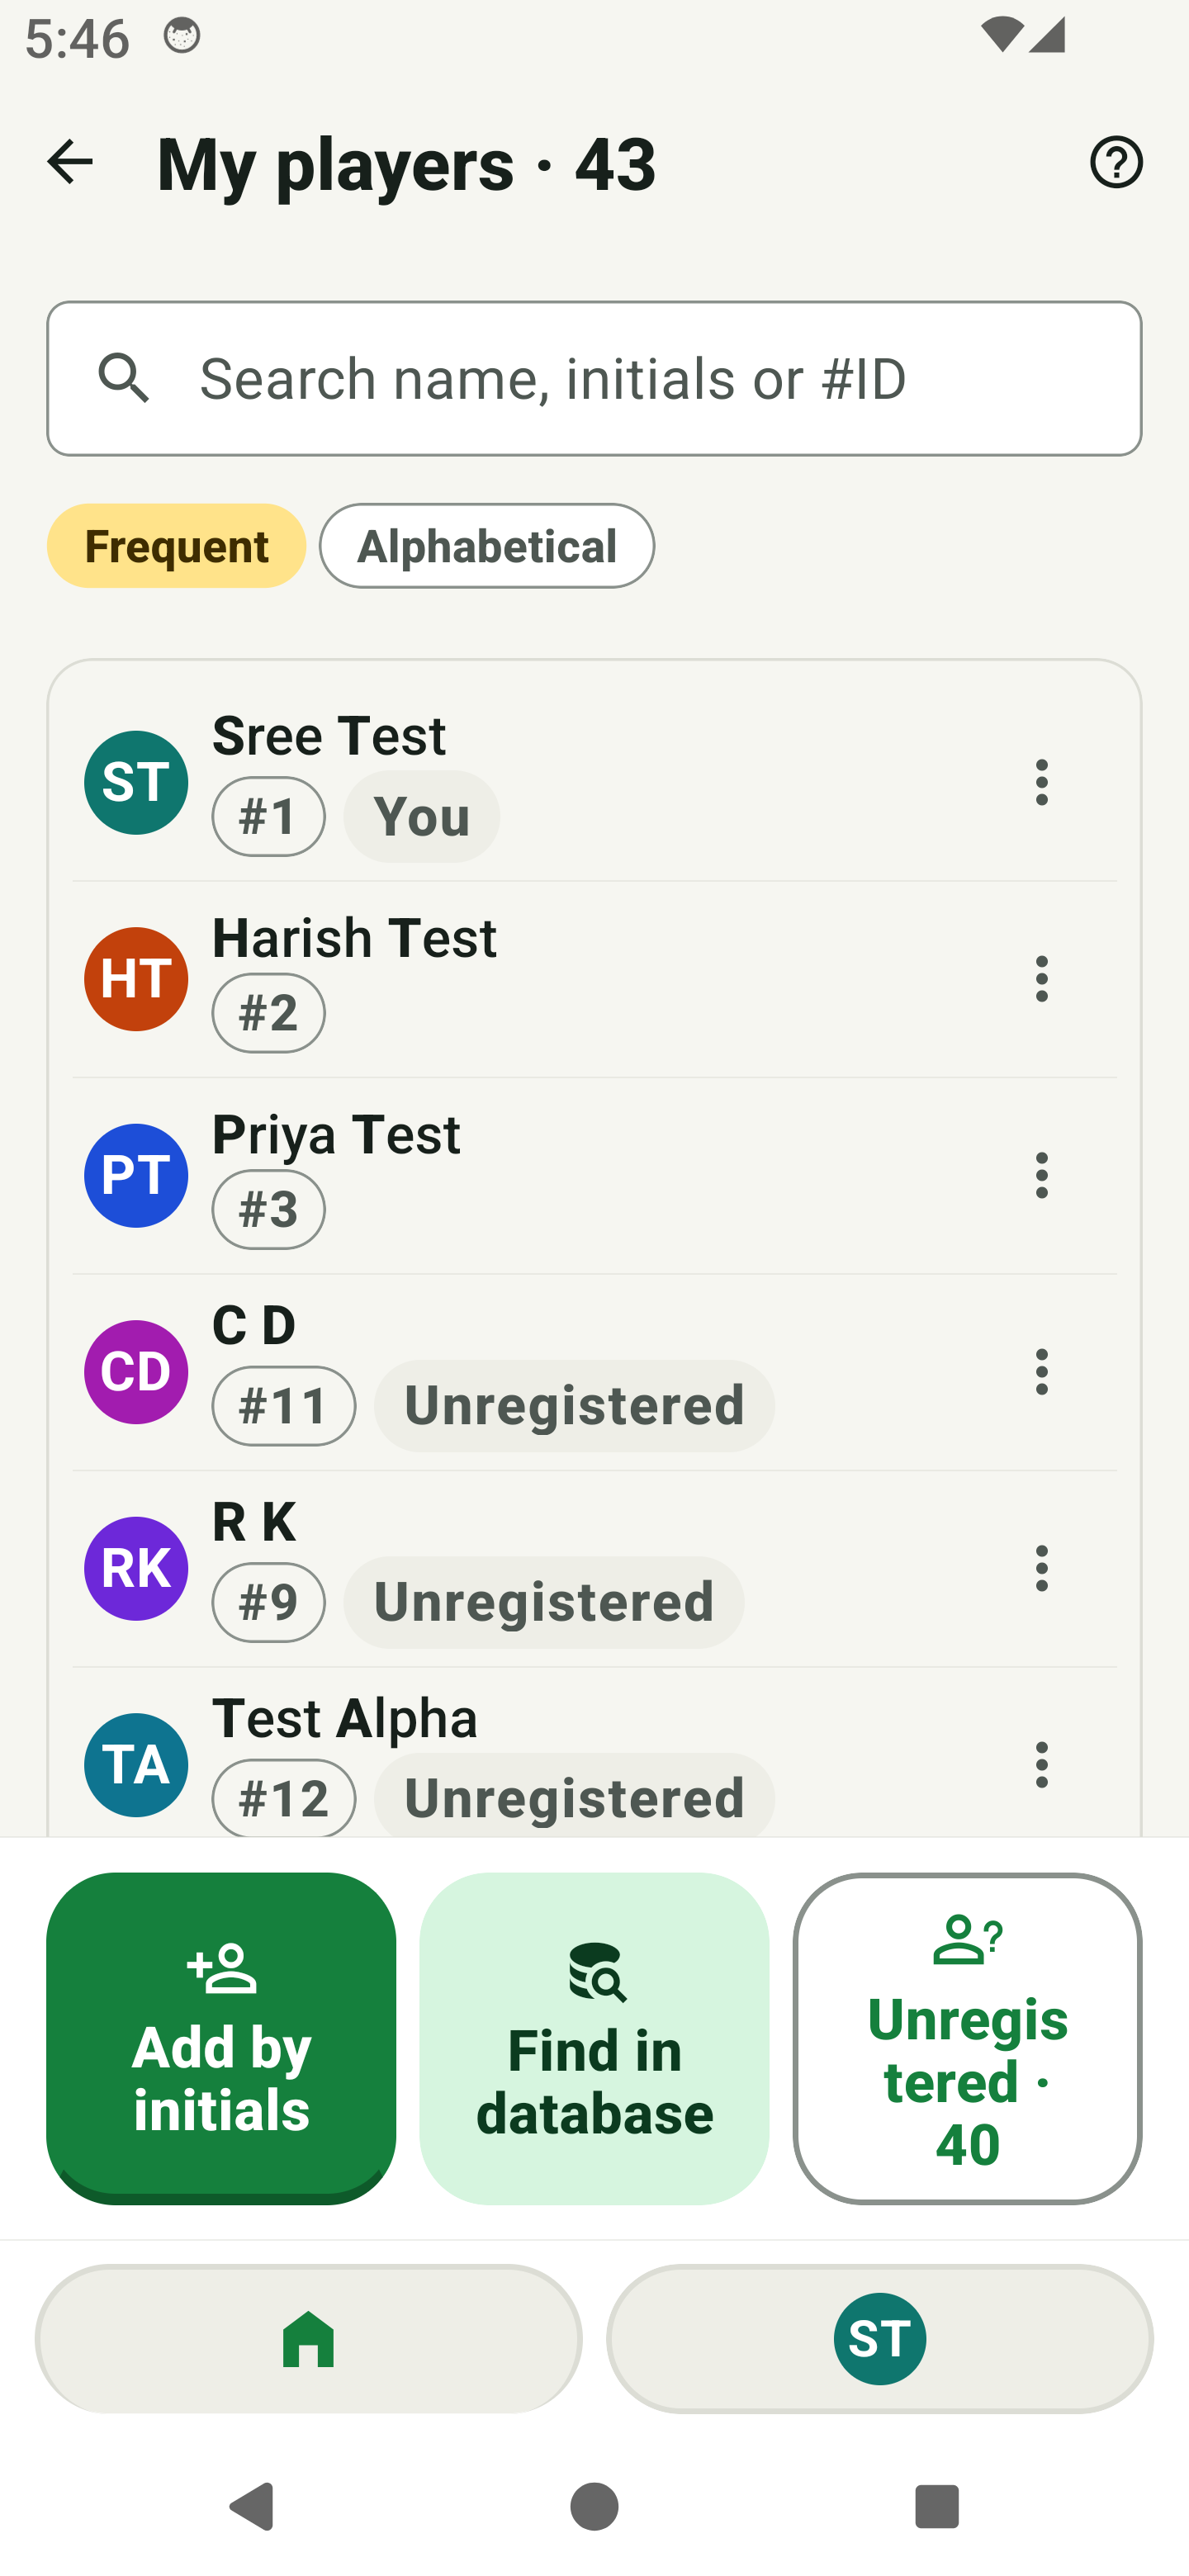 5:46
My players · 43
Search name, initials or #ID
Frequent
Alphabetical
ST
Sree Test
#1
You
HT
Harish Test
#2
PT
Priya Test
#3
CD
C D
#11
Unregistered
RK
R K
#9
Unregistered
TA
Test Alpha
#12
Unregistered
Add by
initials
Find in
database
Unregis
tered ·
40
ST